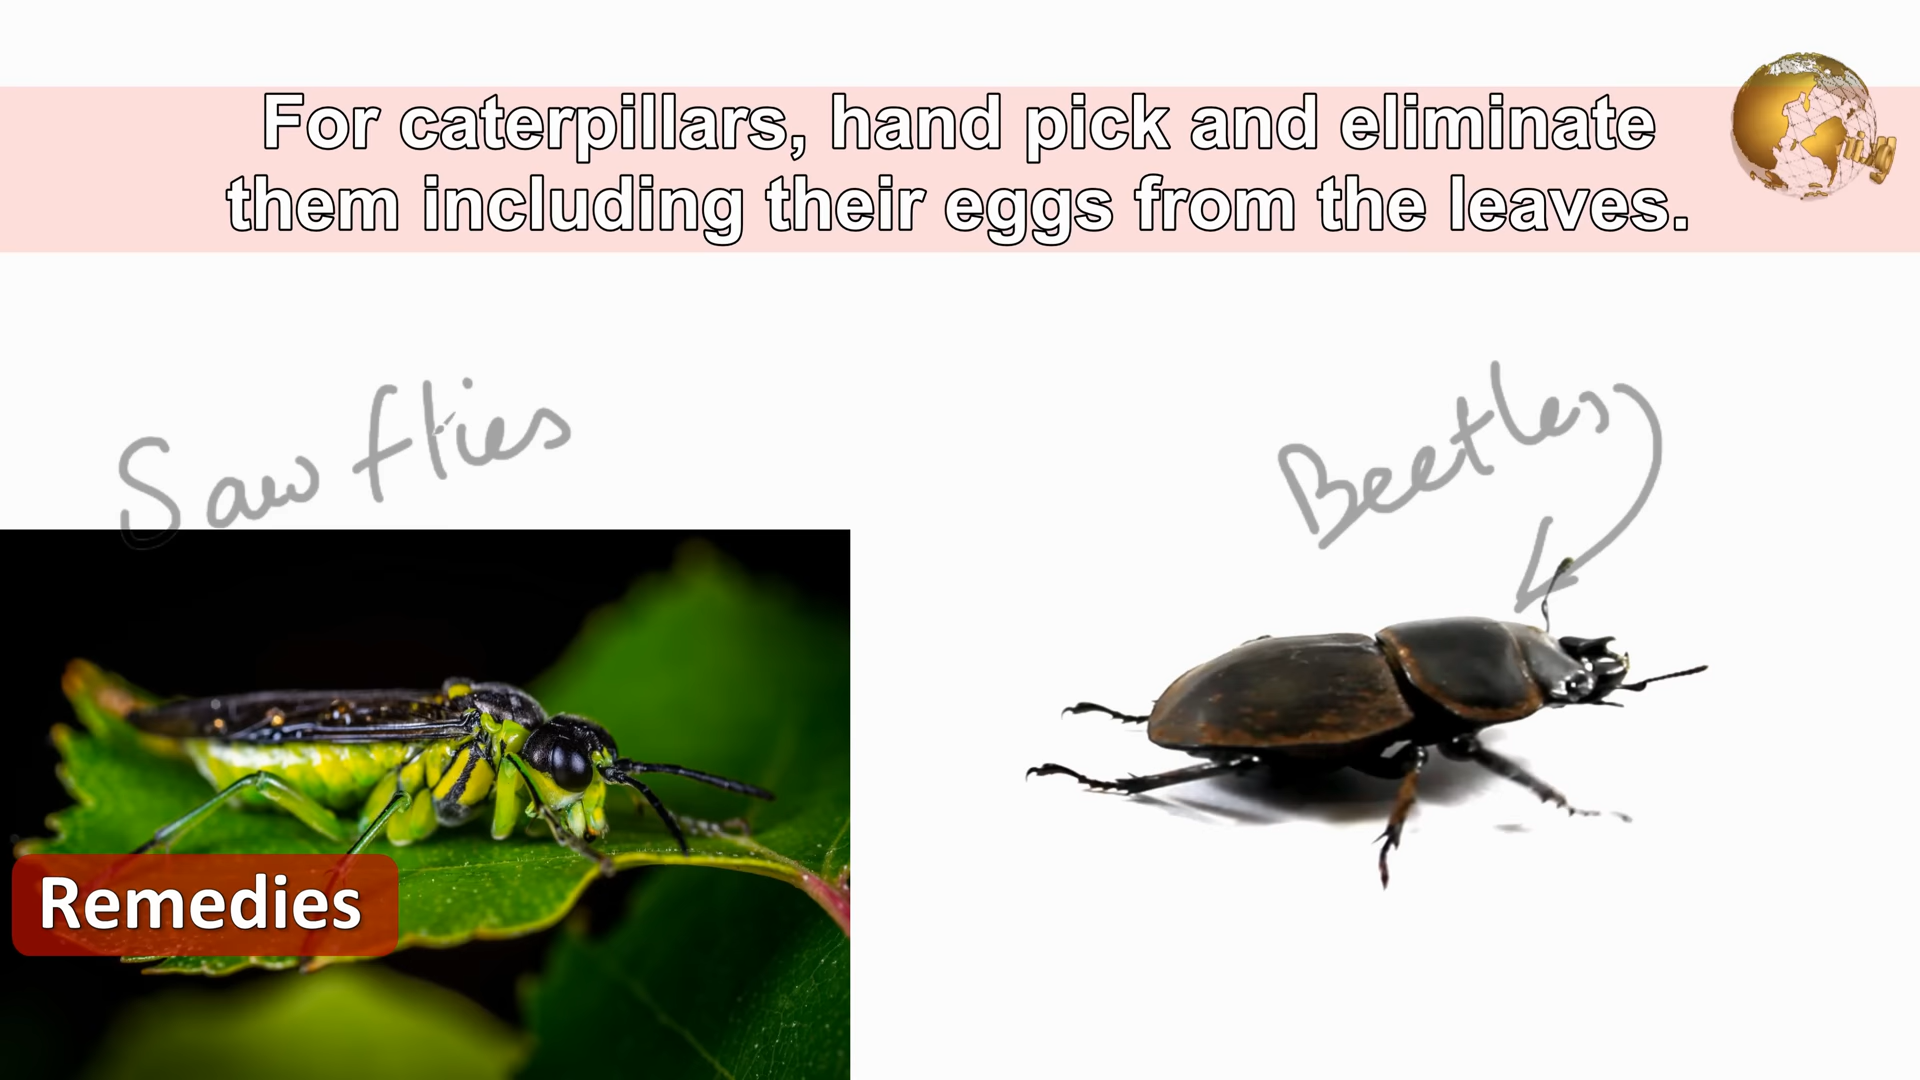 For caterpillars, hand pick and eliminate
them including their eggs from the leaves.
Saw flies
Beetles
Remedies